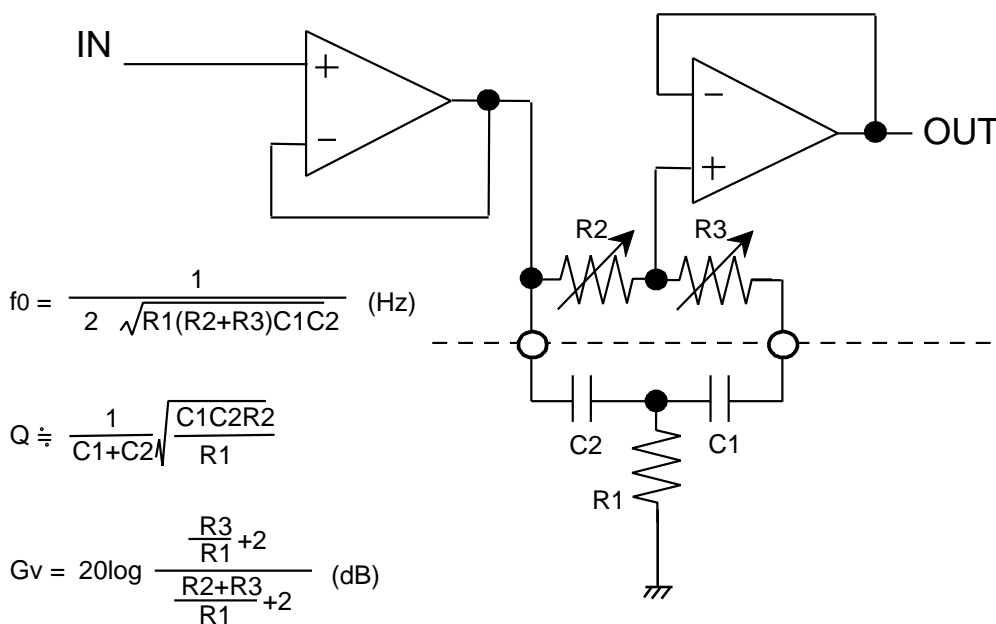 IN
OUT
R2 R3
f0 = 1 / 2 √R1(R2+R3)C1C2 (Hz)
C2 C1
Q ≒ 1 / C1+C2 √C1C2R2 / R1
R1
Gv = 20log R3 / R1 +2 / R2+R3 / R1 +2 (dB)
+
−
−
+